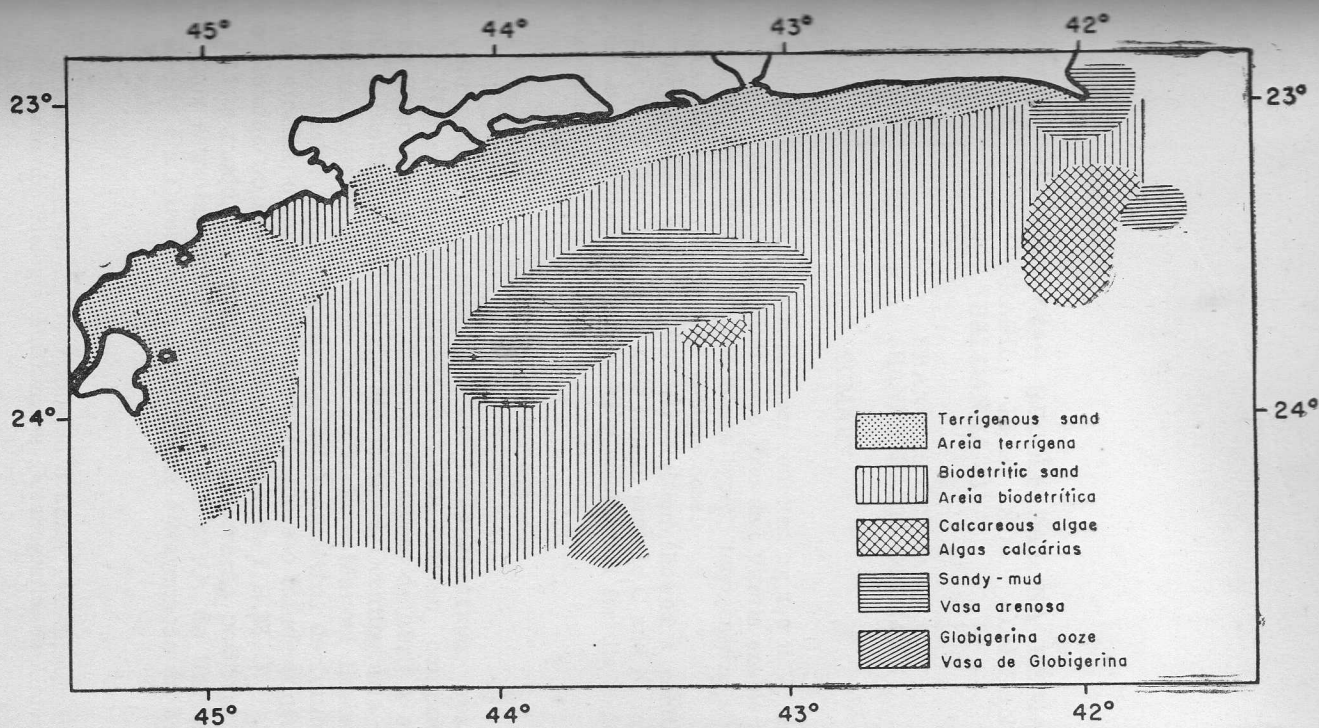 45° 44° 43° 42°
23° 23°
24° 24°
Terrigenous sand
Areia terrígena
Biodetritic sand
Areia biodetrítica
Calcareous algae
Algas calcárias
Sandy-mud
Vasa arenosa
Globigerina ooze
Vasa de Globigerina
45° 44° 43° 42°